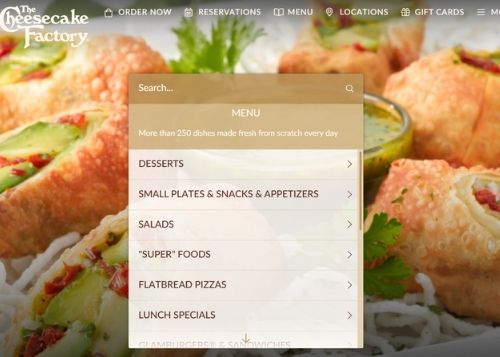 The
Cheesecake
Factory
ORDER NOW
RESERVATIONS
MENU
LOCATIONS
GIFT CARDS
Search...
MENU
More than 250 dishes made fresh from scratch every day
DESSERTS
SMALL PLATES & SNACKS & APPETIZERS
SALADS
"SUPER" FOODS
FLATBREAD PIZZAS
LUNCH SPECIALS
GLAMBURGERS® & SANDWICHES